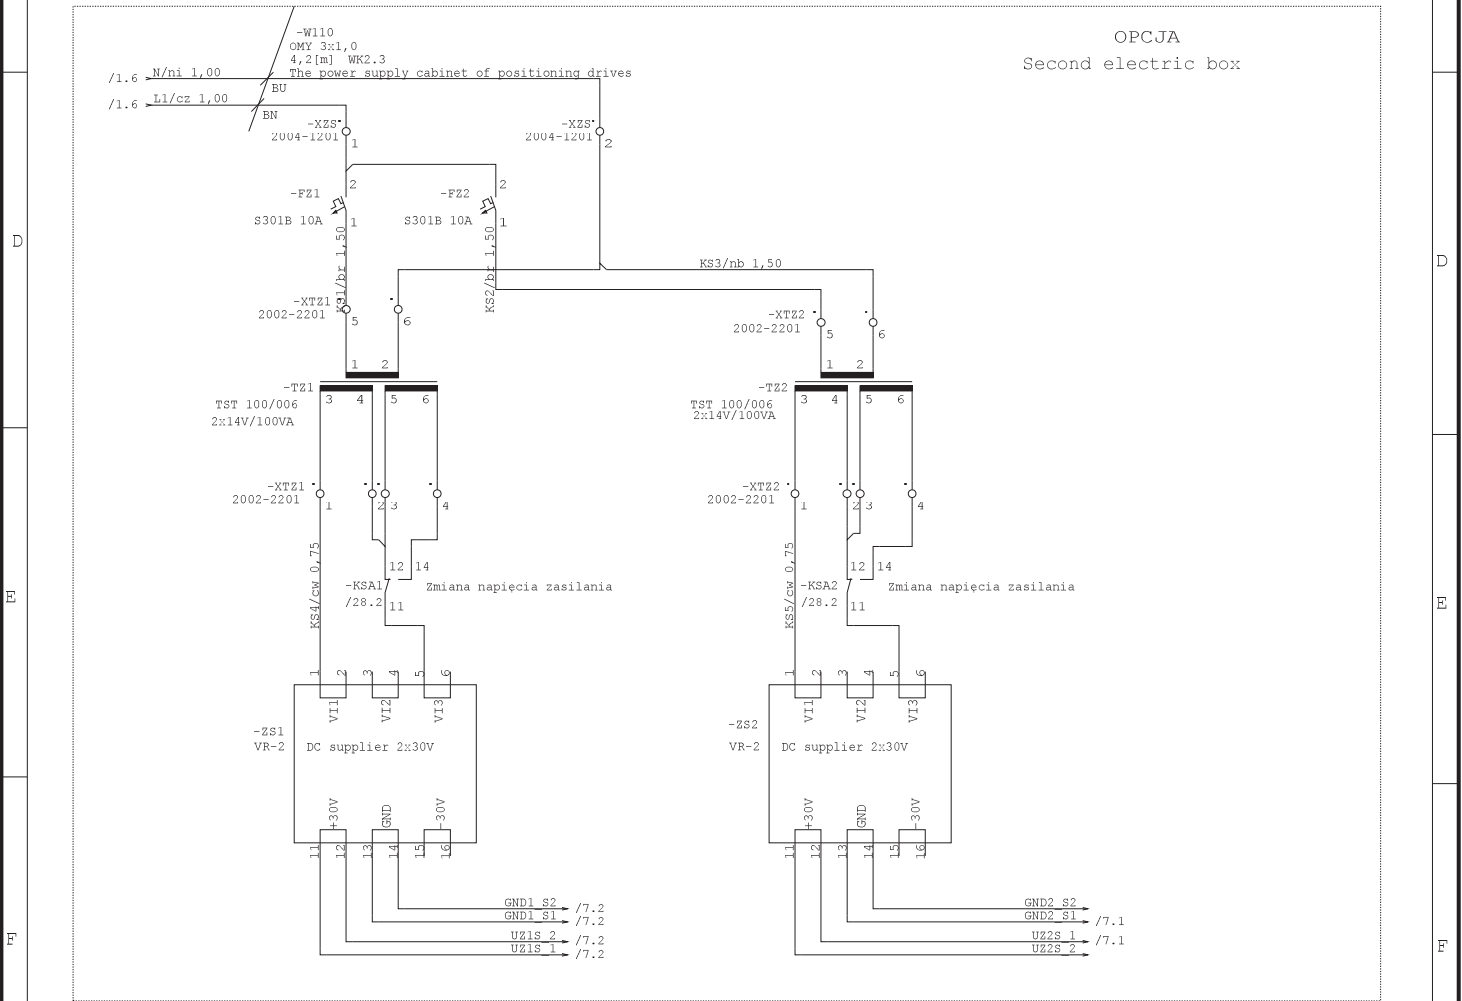 OPCJA
Second electric box
-W110
OMY 3x1,0
4,2[m] WK2.3
The power supply cabinet of positioning drives
/1.6 N/ni 1,00
BU
/1.6 L1/cz 1,00
BN
-XZS
2004-1201
1
-XZS
2004-1201
2
2
-FZ1
S301B 10A
1
2
-FZ2
S301B 10A
1
KS1/br 1,50
KS2/br 1,50
KS3/nb 1,50
-XTZ1
2002-2201
5
6
-XTZ2
2002-2201
5
6
1 2
-TZ1
3 4 5 6
TST 100/006
2x14V/100VA
1 2
-TZ2
3 4 5 6
TST 100/006
2x14V/100VA
-XTZ1
2002-2201
1 2 3 4
-XTZ2
2002-2201
1 2 3 4
KS4/cw 0,75
12 14
-KSA1
/28.2
11
Zmiana napięcia zasilania
KS5/cw 0,75
12 14
-KSA2
/28.2
11
Zmiana napięcia zasilania
1 2 3 4 5 6
VI1 VI2 VI3
-ZS1
VR-2
DC supplier 2x30V
+30V GND -30V
11 12 13 14 15 16
1 2 3 4 5 6
VI1 VI2 VI3
-ZS2
VR-2
DC supplier 2x30V
+30V GND -30V
11 12 13 14 15 16
GND1_S2 /7.2
GND1_S1 /7.2
UZ1S_2 /7.2
UZ1S_1 /7.2
GND2_S2
GND2_S1 /7.1
UZ2S_1 /7.1
UZ2S_2
D
E
F
D
E
F